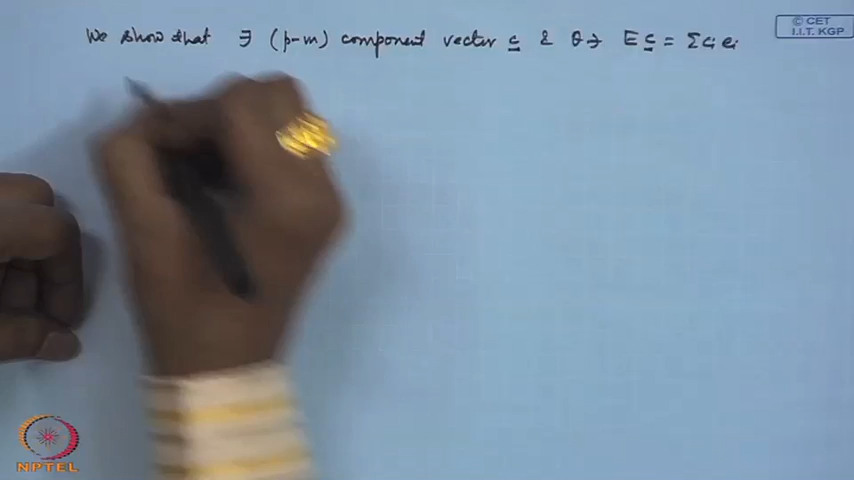 We show that ∃ (p-m) component vector c & θ ∋ E c = Σ ci ei
© CET
I.I.T. KGP
NPTEL